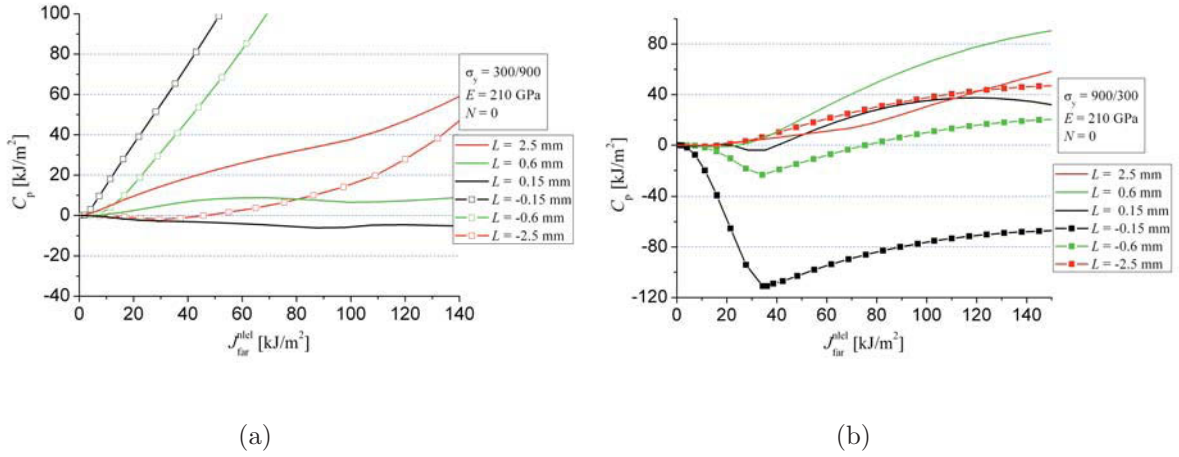 100
80
60
40
20
0
-20
-40
C_p [kJ/m²]
0 20 40 60 80 100 120 140
J_far^nlel [kJ/m²]
σ_y = 300/900
E = 210 GPa
N = 0
L = 2.5 mm
L = 0.6 mm
L = 0.15 mm
L = -0.15 mm
L = -0.6 mm
L = -2.5 mm
(a)
80
40
0
-40
-80
-120
C_p [kJ/m²]
0 20 40 60 80 100 120 140
J_far^nlel [kJ/m²]
σ_y = 900/300
E = 210 GPa
N = 0
L = 2.5 mm
L = 0.6 mm
L = 0.15 mm
L = -0.15 mm
L = -0.6 mm
L = -2.5 mm
(b)